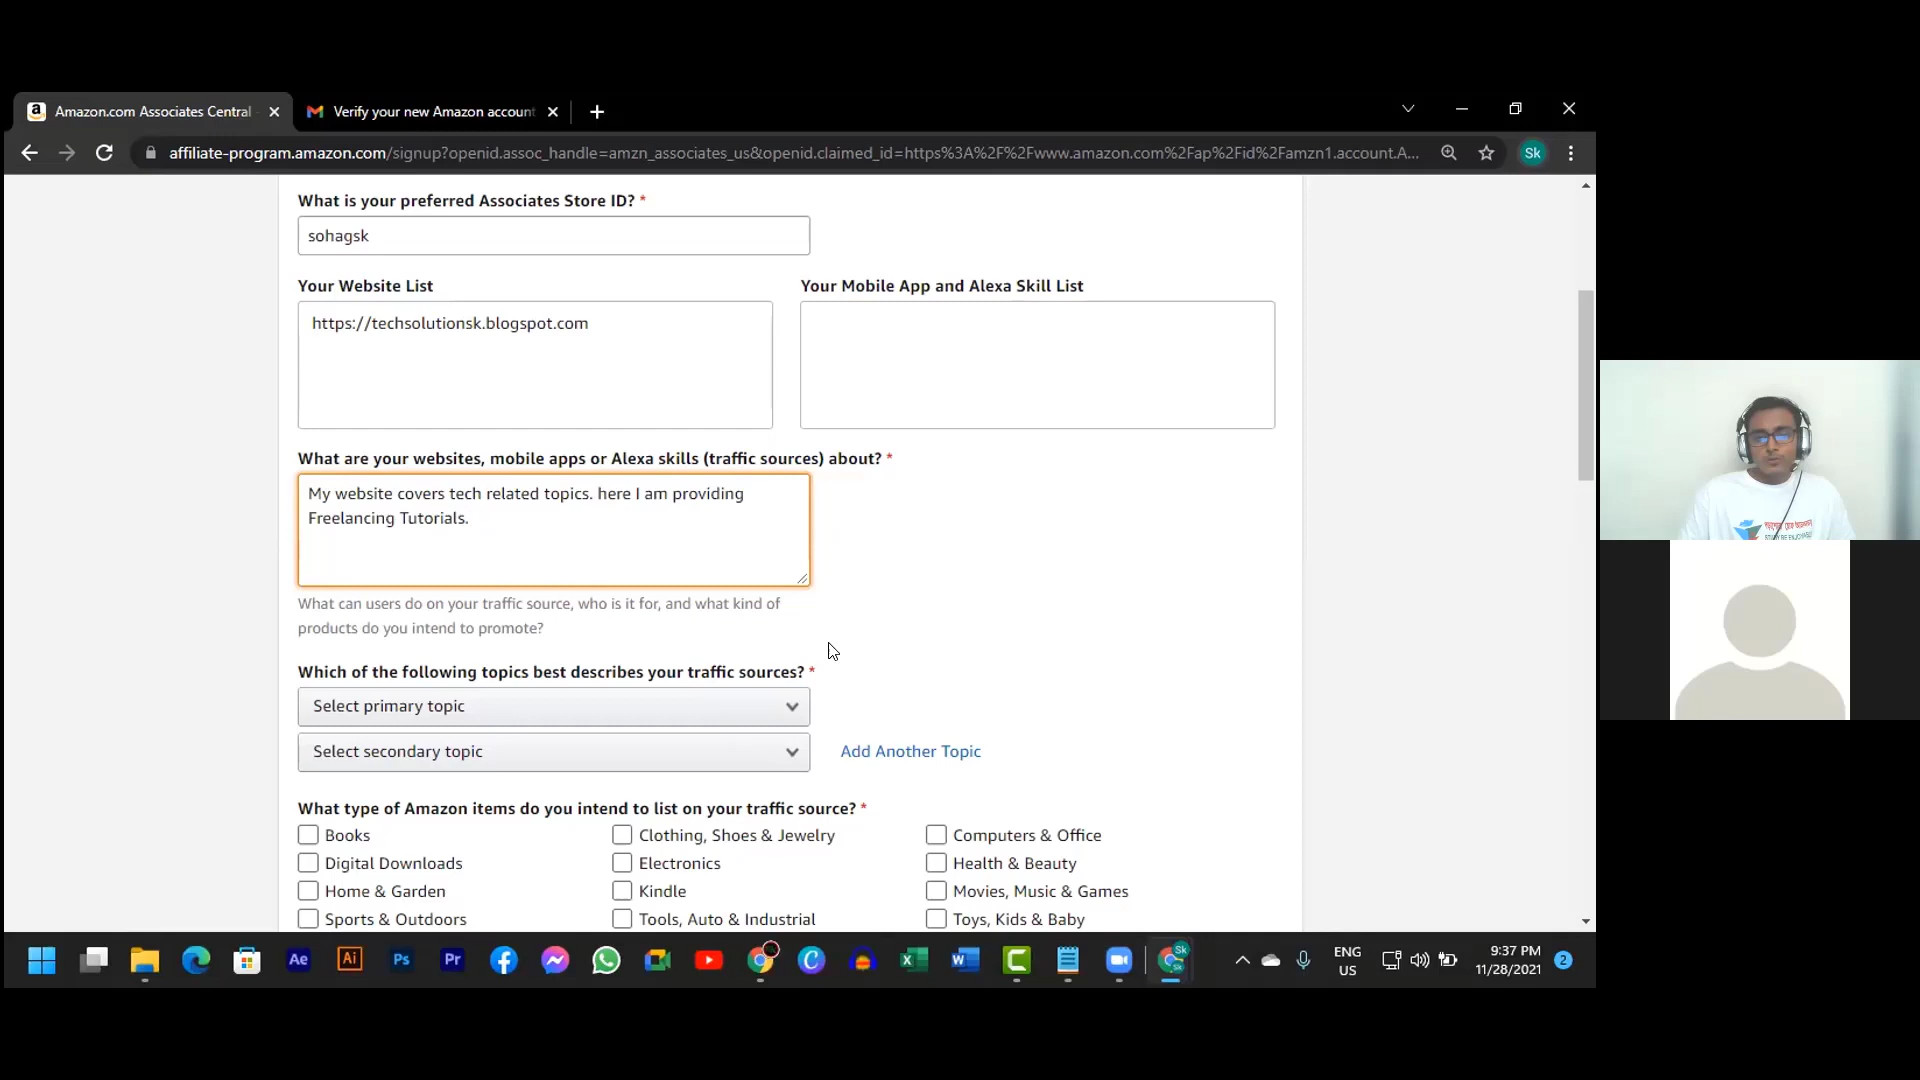 Amazon.com Associates Central
Verify your new Amazon account
affiliate-program.amazon.com/signup?openid.assoc_handle=amzn_associates_us&openid.claimed_id=https%3A%2F%2Fwww.amazon.com%2Fap%2Fid%2Famzn1.account.A...
Sk
What is your preferred Associates Store ID? *
sohagsk
Your Website List
Your Mobile App and Alexa Skill List
https://techsolutionsk.blogspot.com
What are your websites, mobile apps or Alexa skills (traffic sources) about? *
My website covers tech related topics. here I am providing
Freelancing Tutorials.
What can users do on your traffic source, who is it for, and what kind of
products do you intend to promote?
Which of the following topics best describes your traffic sources? *
Select primary topic
Select secondary topic
Add Another Topic
What type of Amazon items do you intend to list on your traffic source? *
Books
Clothing, Shoes & Jewelry
Computers & Office
Digital Downloads
Electronics
Health & Beauty
Home & Garden
Kindle
Movies, Music & Games
Sports & Outdoors
Tools, Auto & Industrial
Toys, Kids & Baby
Ae
Ai
Ps
Pr
Sk
ENG
US
9:37 PM
11/28/2021
2